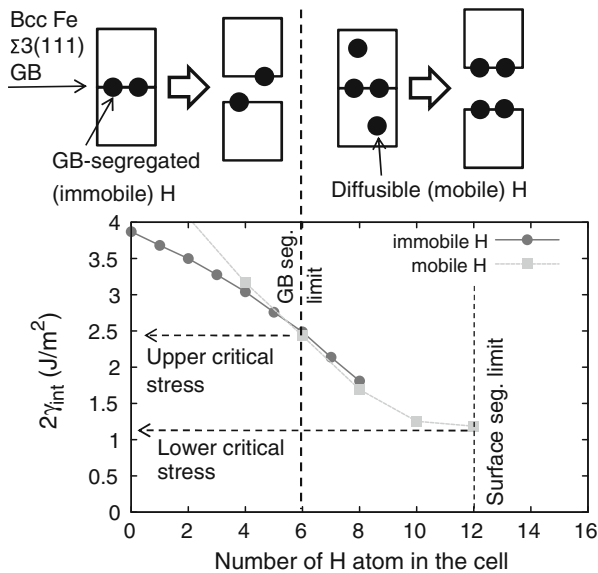 Bcc Fe
Σ3(111)
GB
GB-segregated
(immobile) H
Diffusible (mobile) H
4
3.5
3
2.5
2
1.5
1
0.5
0
2γint (J/m²)
immobile H
mobile H
GB seg.
limit
Upper critical
stress
Lower critical
stress
Surface seg. limit
0 2 4 6 8 10 12 14 16
Number of H atom in the cell